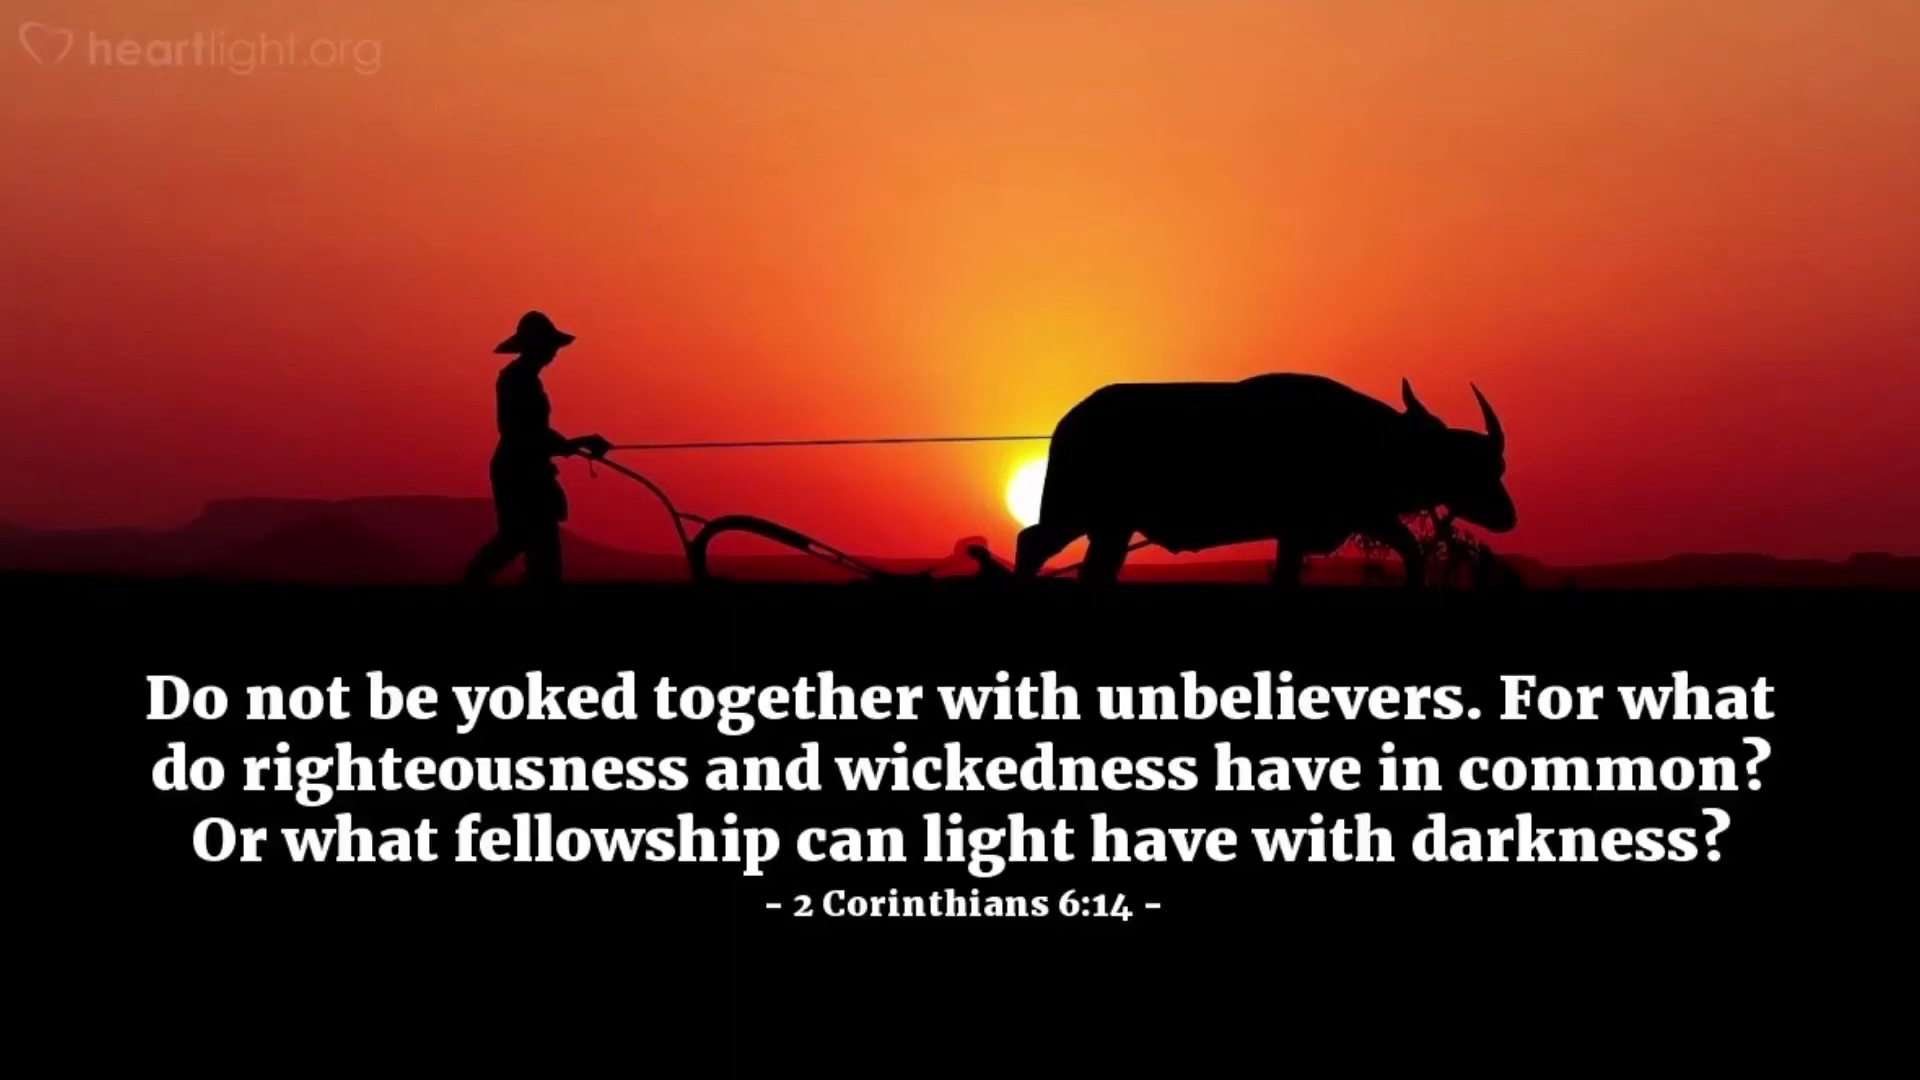 heartlight.org
Do not be yoked together with unbelievers. For what
do righteousness and wickedness have in common?
Or what fellowship can light have with darkness?
- 2 Corinthians 6:14 -